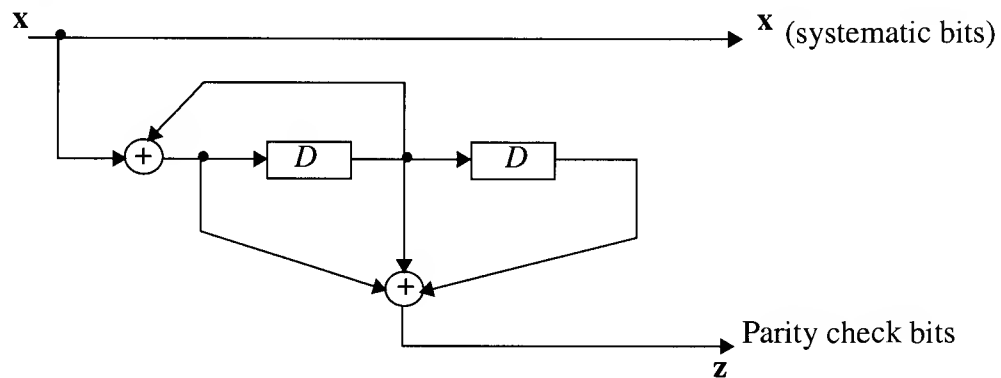 x
x (systematic bits)
+
D
D
+
Parity check bits
z